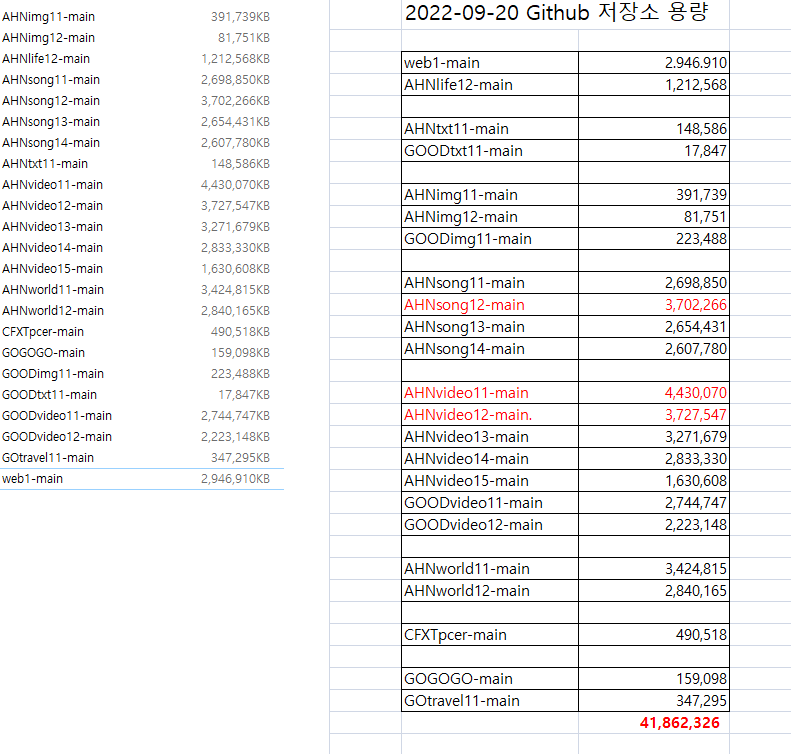 AHNimg11-main 391,739KB
AHNimg12-main 81,751KB
AHNlife12-main 1,212,568KB
AHNsong11-main 2,698,850KB
AHNsong12-main 3,702,266KB
AHNsong13-main 2,654,431KB
AHNsong14-main 2,607,780KB
AHNtxt11-main 148,586KB
AHNvideo11-main 4,430,070KB
AHNvideo12-main 3,727,547KB
AHNvideo13-main 3,271,679KB
AHNvideo14-main 2,833,330KB
AHNvideo15-main 1,630,608KB
AHNworld11-main 3,424,815KB
AHNworld12-main 2,840,165KB
CFXTpcer-main 490,518KB
GOGOGO-main 159,098KB
GOODimg11-main 223,488KB
GOODtxt11-main 17,847KB
GOODvideo11-main 2,744,747KB
GOODvideo12-main 2,223,148KB
GOtravel11-main 347,295KB
web1-main 2,946,910KB
2022-09-20 Github 저장소 용량
web1-main 2.946.910
AHNlife12-main 1,212,568
AHNtxt11-main 148,586
GOODtxt11-main 17,847
AHNimg11-main 391,739
AHNimg12-main 81,751
GOODimg11-main 223,488
AHNsong11-main 2,698,850
AHNsong12-main 3,702,266
AHNsong13-main 2,654,431
AHNsong14-main 2,607,780
AHNvideo11-main 4,430,070
AHNvideo12-main. 3,727,547
AHNvideo13-main 3,271,679
AHNvideo14-main 2,833,330
AHNvideo15-main 1,630,608
GOODvideo11-main 2,744,747
GOODvideo12-main 2,223,148
AHNworld11-main 3,424,815
AHNworld12-main 2,840,165
CFXTpcer-main 490,518
GOGOGO-main 159,098
GOtravel11-main 347,295
41,862,326